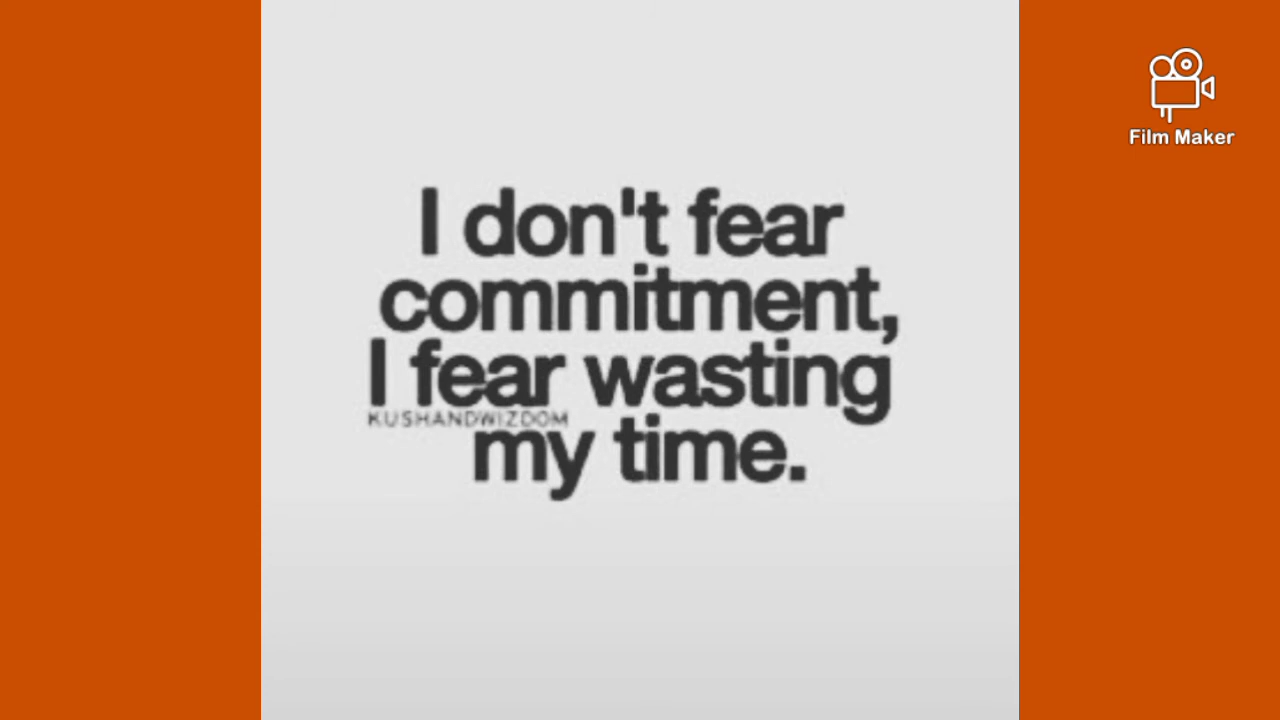 Film Maker
I don't fear
commitment,
I fear wasting
KUSHANDWIZDOM
my time.